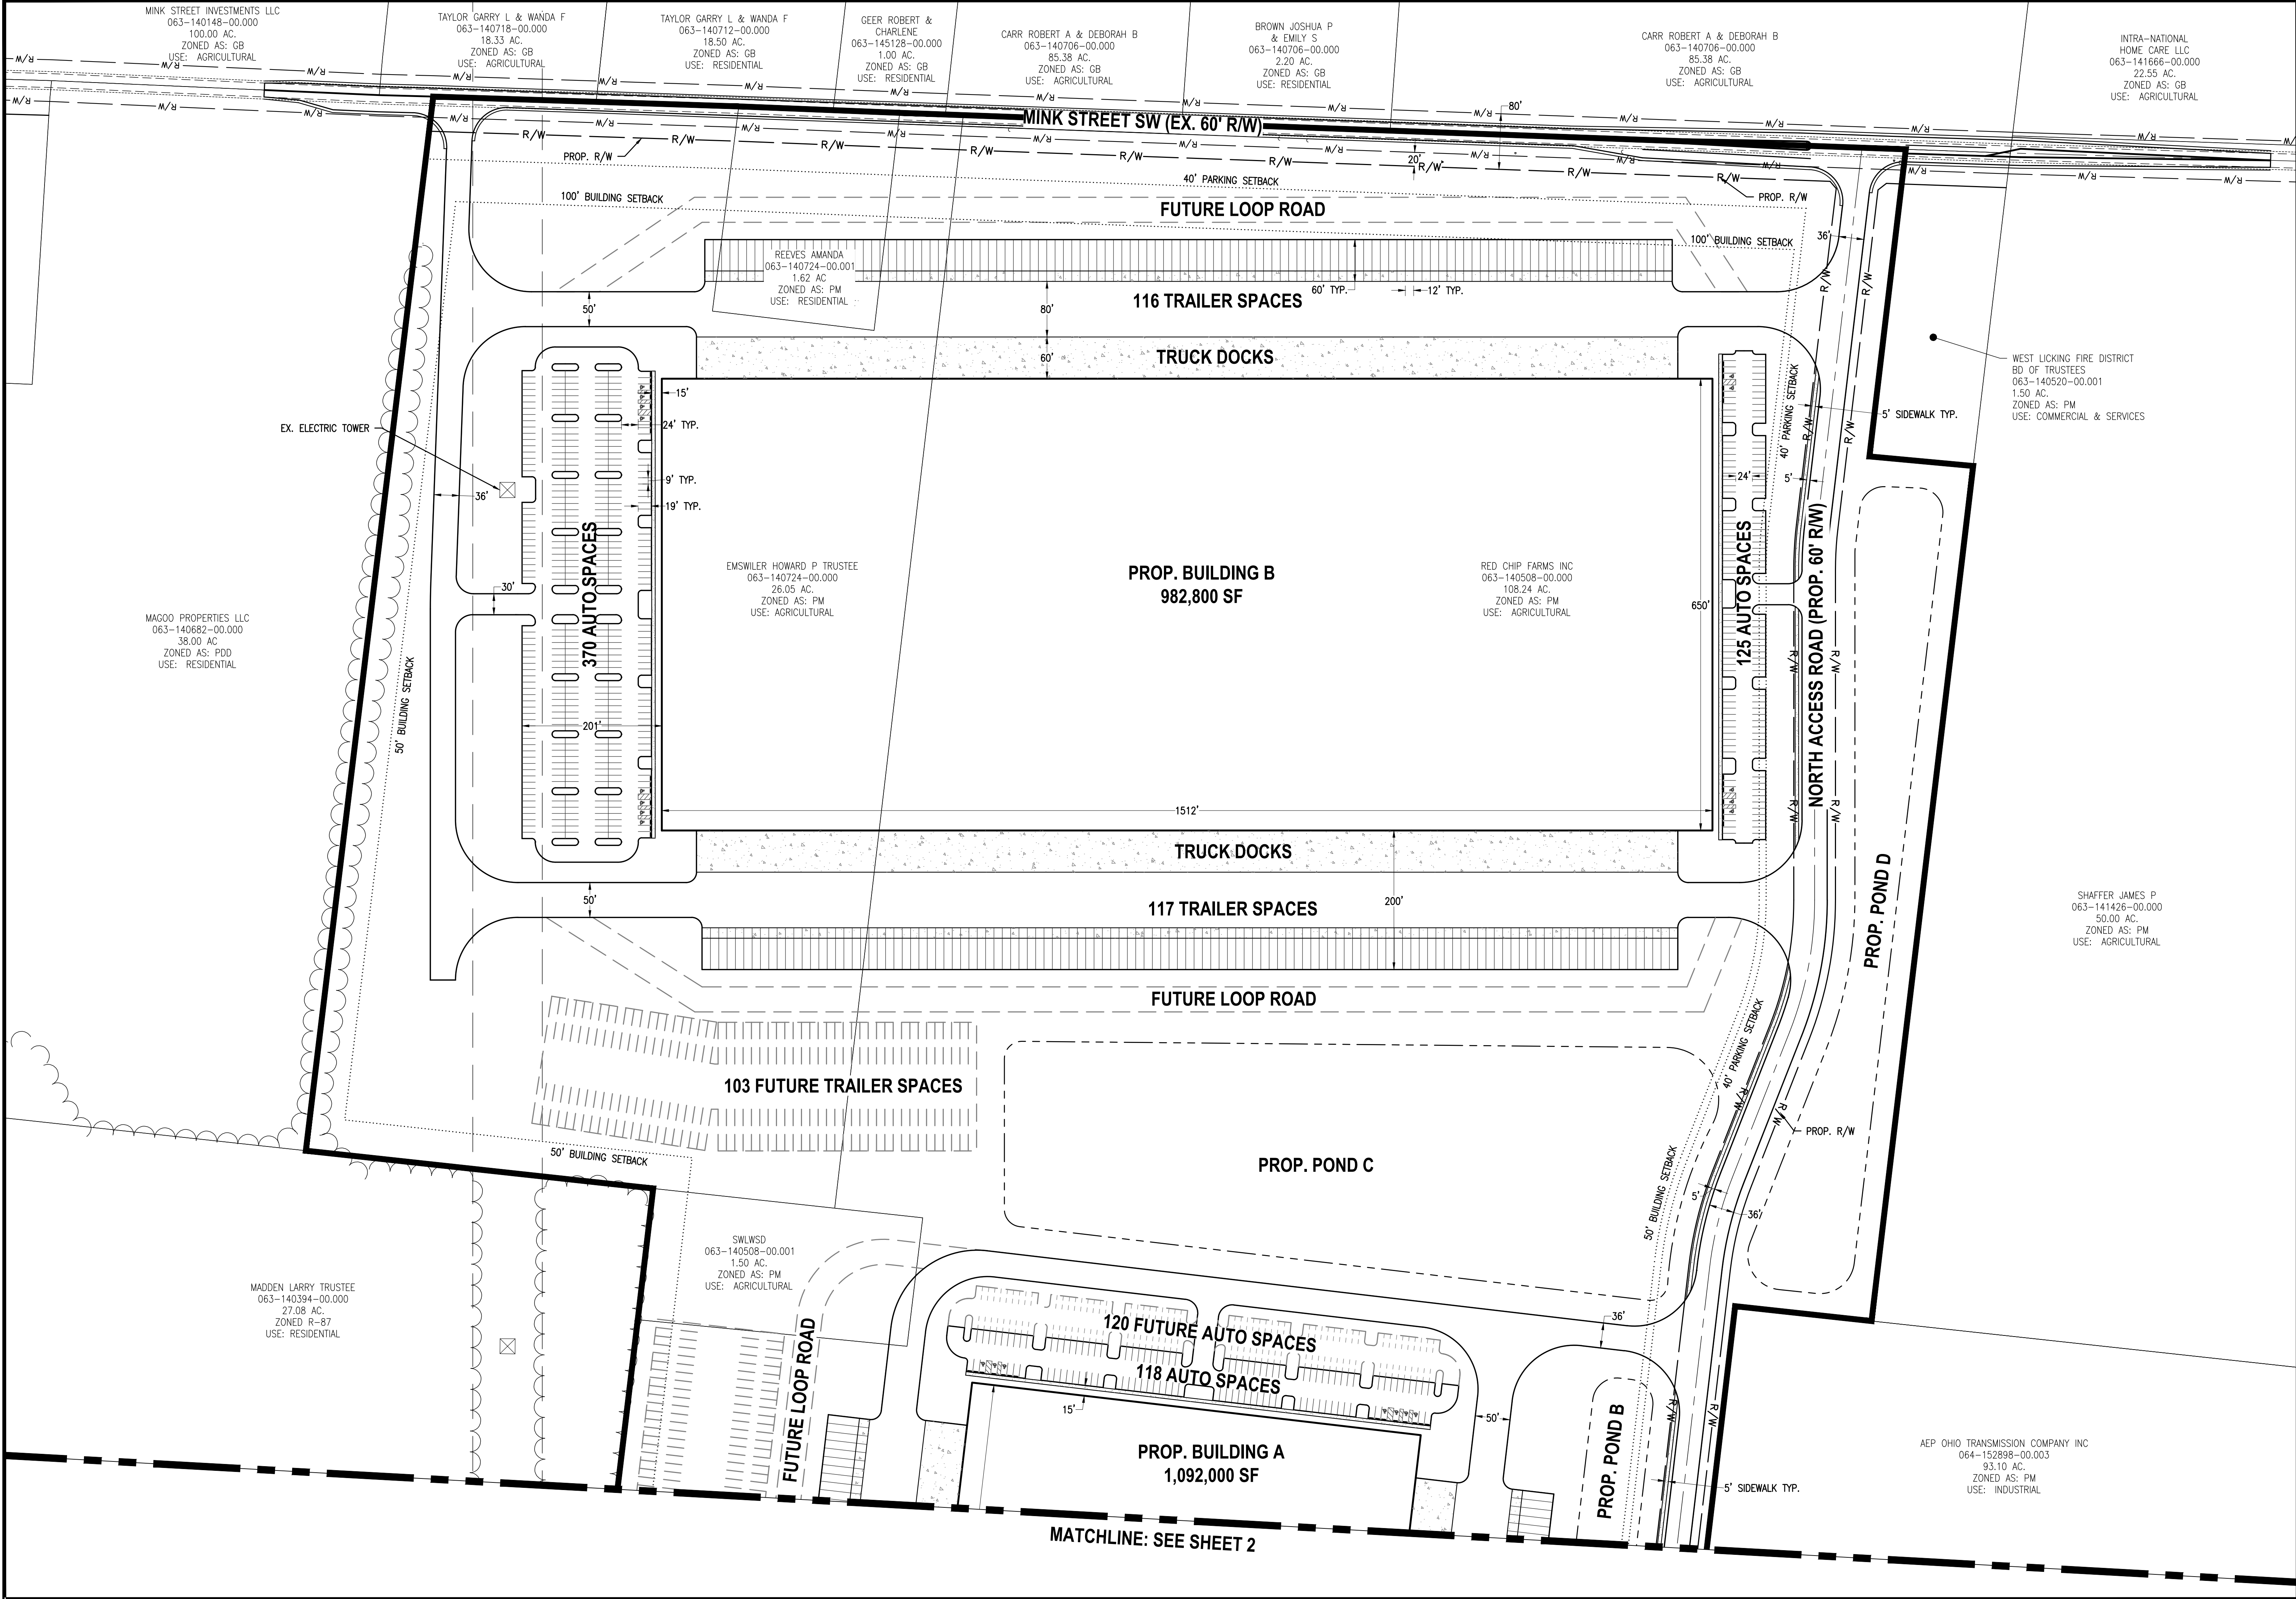 MINK STREET INVESTMENTS LLC
063-140148-00.000
100.00 AC.
ZONED AS: GB
USE: AGRICULTURAL
TAYLOR GARRY L & WANDA F
063-140718-00.000
18.33 AC.
ZONED AS: GB
USE: AGRICULTURAL
TAYLOR GARRY L & WANDA F
063-140712-00.000
18.50 AC.
ZONED AS: GB
USE: RESIDENTIAL
GEER ROBERT &
CHARLENE
063-145128-00.000
1.00 AC.
ZONED AS: GB
USE: RESIDENTIAL
CARR ROBERT A & DEBORAH B
063-140706-00.000
85.38 AC.
ZONED AS: GB
USE: AGRICULTURAL
BROWN JOSHUA P
& EMILY S
063-140706-00.000
2.20 AC.
ZONED AS: GB
USE: RESIDENTIAL
CARR ROBERT A & DEBORAH B
063-140706-00.000
85.38 AC.
ZONED AS: GB
USE: AGRICULTURAL
INTRA-NATIONAL
HOME CARE LLC
063-141666-00.000
22.55 AC.
ZONED AS: GB
USE: AGRICULTURAL
R/W
MINK STREET SW (EX. 60' R/W)
80'
20'
PROP. R/W
R/W
40' PARKING SETBACK
100' BUILDING SETBACK
PROP. R/W
FUTURE LOOP ROAD
100' BUILDING SETBACK
36'
REEVES AMANDA
063-140724-00.001
1.62 AC
ZONED AS: PM
USE: RESIDENTIAL
50'
80'
116 TRAILER SPACES
60' TYP.
12' TYP.
60'
TRUCK DOCKS
WEST LICKING FIRE DISTRICT
BD OF TRUSTEES
063-140520-00.001
1.50 AC.
ZONED AS: PM
USE: COMMERCIAL & SERVICES
15'
24' TYP.
9' TYP.
19' TYP.
EX. ELECTRIC TOWER
36'
30'
370 AUTO SPACES
201'
40' PARKING SETBACK
5' SIDEWALK TYP.
24'
5'
125 AUTO SPACES
NORTH ACCESS ROAD (PROP. 60' R/W)
EMSWILER HOWARD P TRUSTEE
063-140724-00.000
26.05 AC.
ZONED AS: PM
USE: AGRICULTURAL
PROP. BUILDING B
982,800 SF
RED CHIP FARMS INC
063-140508-00.000
108.24 AC.
ZONED AS: PM
USE: AGRICULTURAL
650'
MAGOO PROPERTIES LLC
063-140682-00.000
38.00 AC
ZONED AS: PDD
USE: RESIDENTIAL
50' BUILDING SETBACK
1512'
TRUCK DOCKS
PROP. POND D
50'
117 TRAILER SPACES
200'
SHAFFER JAMES P
063-141426-00.000
50.00 AC.
ZONED AS: PM
USE: AGRICULTURAL
FUTURE LOOP ROAD
40' PARKING SETBACK
103 FUTURE TRAILER SPACES
PROP. R/W
50' BUILDING SETBACK
PROP. POND C
50' BUILDING SETBACK
5'
36'
SWLWSD
063-140508-00.001
1.50 AC.
ZONED AS: PM
USE: AGRICULTURAL
MADDEN LARRY TRUSTEE
063-140394-00.000
27.08 AC.
ZONED R-87
USE: RESIDENTIAL
FUTURE LOOP ROAD
120 FUTURE AUTO SPACES
118 AUTO SPACES
36'
15'
50'
PROP. BUILDING A
1,092,000 SF
PROP. POND B
5' SIDEWALK TYP.
AEP OHIO TRANSMISSION COMPANY INC
064-152898-00.003
93.10 AC.
ZONED AS: PM
USE: INDUSTRIAL
MATCHLINE: SEE SHEET 2